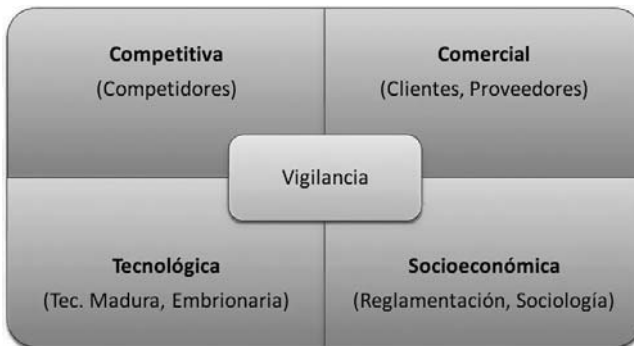 Competitiva
(Competidores)
Comercial
(Clientes, Proveedores)
Vigilancia
Tecnológica
(Tec. Madura, Embrionaria)
Socioeconómica
(Reglamentación, Sociología)